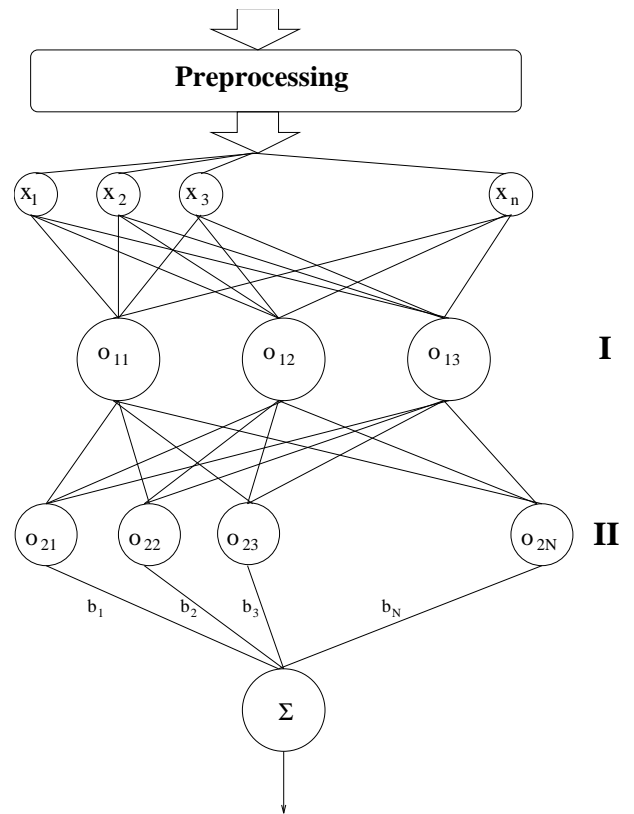 Preprocessing
x1 x2 x3 xn
o11 o12 o13 I
o21 o22 o23 o2N II
b1 b2 b3 bN
Σ